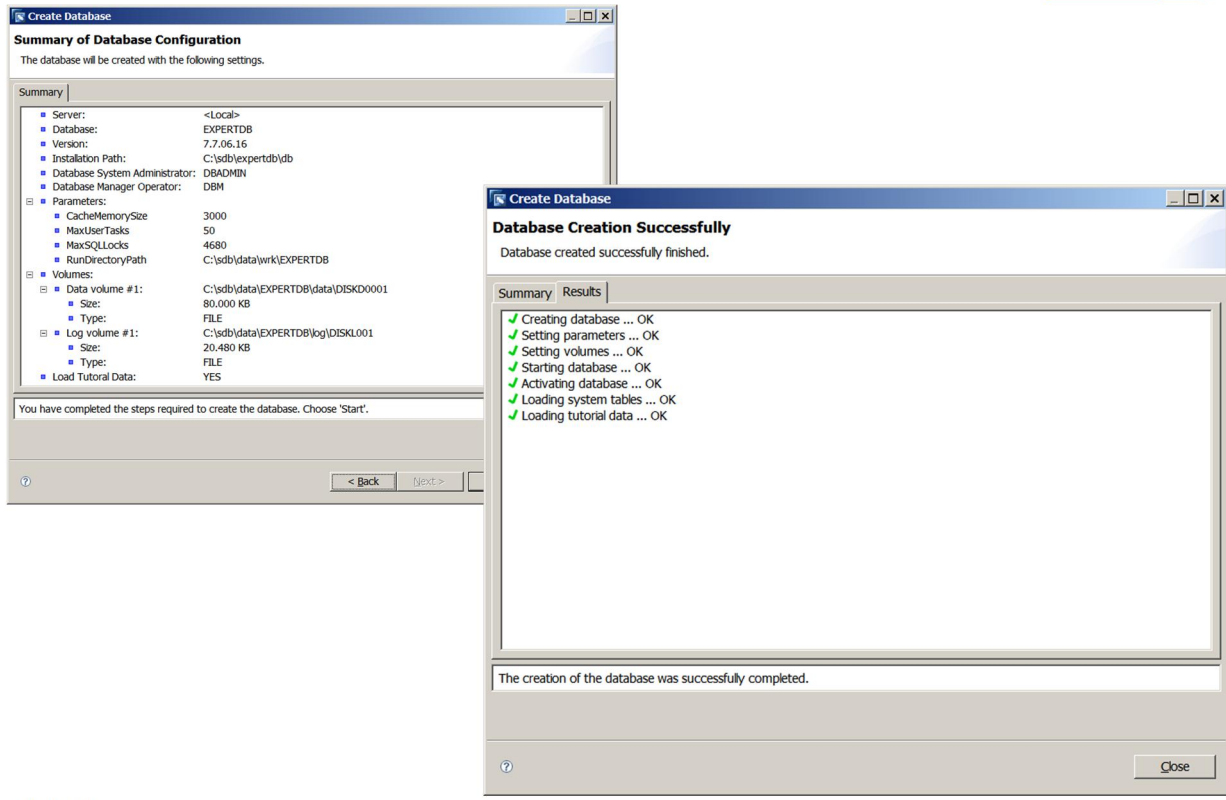 Create Database
Summary of Database Configuration
The database will be created with the following settings.
Summary
Server: <Local>
Database: EXPERTDB
Version: 7.7.06.16
Installation Path: C:\sdb\expertdb\db
Database System Administrator: DBADMIN
Database Manager Operator: DBM
Parameters:
CacheMemorySize 3000
MaxUserTasks 50
MaxSQLLocks 4680
RunDirectoryPath C:\sdb\data\wrk\EXPERTDB
Volumes:
Data volume #1: C:\sdb\data\EXPERTDB\data\DISKD0001
Size: 80.000 KB
Type: FILE
Log volume #1: C:\sdb\data\EXPERTDB\log\DISKL001
Size: 20.480 KB
Type: FILE
Load Tutoral Data: YES
You have completed the steps required to create the database. Choose 'Start'.
< Back Next >
Create Database
Database Creation Successfully
Database created successfully finished.
Summary Results
Creating database ... OK
Setting parameters ... OK
Setting volumes ... OK
Starting database ... OK
Activating database ... OK
Loading system tables ... OK
Loading tutorial data ... OK
The creation of the database was successfully completed.
Close